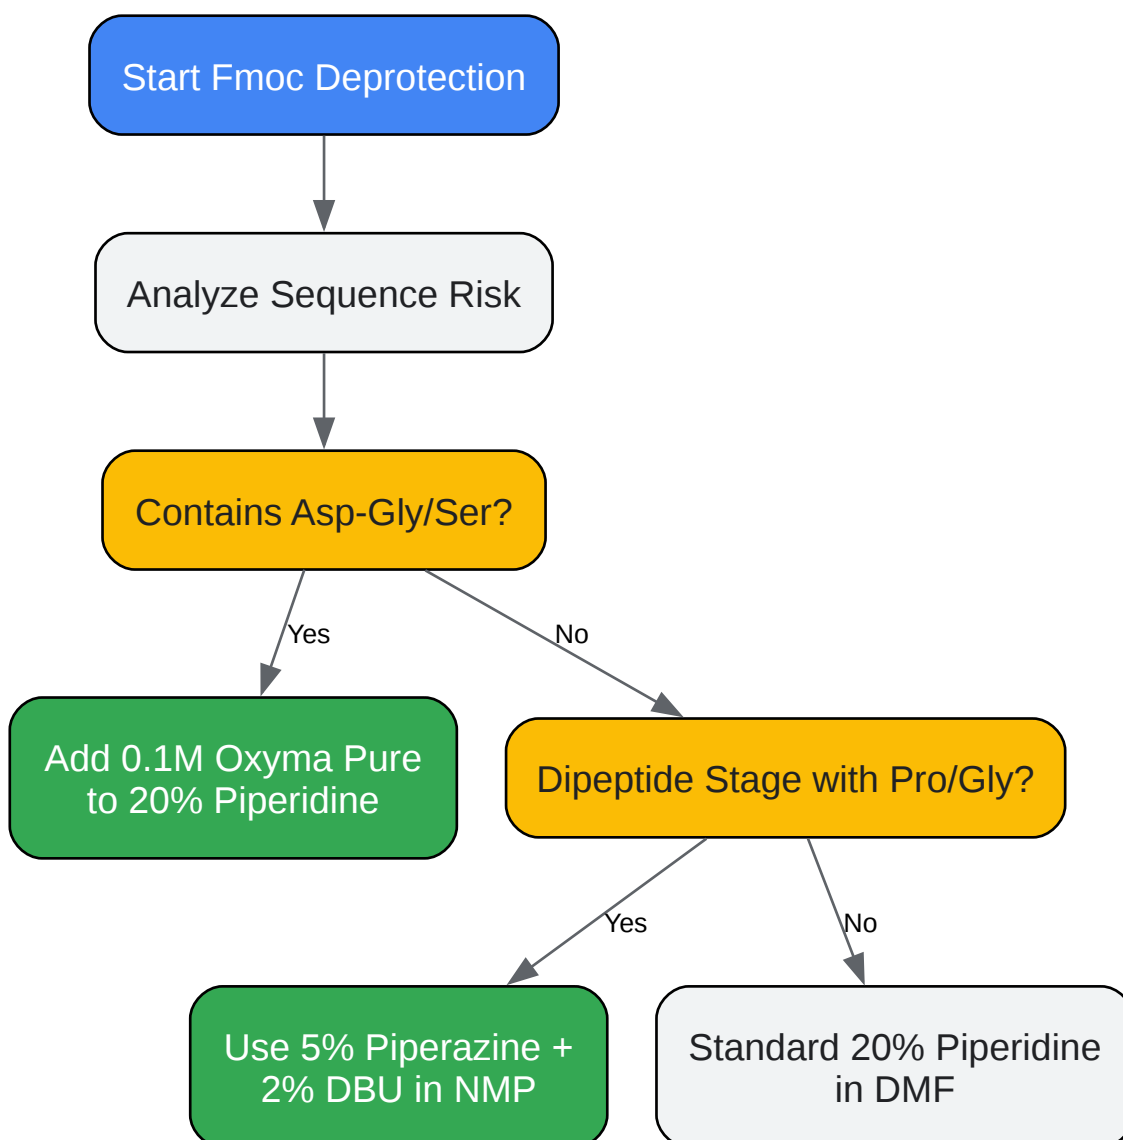 Start Fmoc Deprotection
Analyze Sequence Risk
Contains Asp-Gly/Ser?
Yes
No
Add 0.1M Oxyma Pure
to 20% Piperidine
Dipeptide Stage with Pro/Gly?
Yes
No
Use 5% Piperazine +
2% DBU in NMP
Standard 20% Piperidine
in DMF